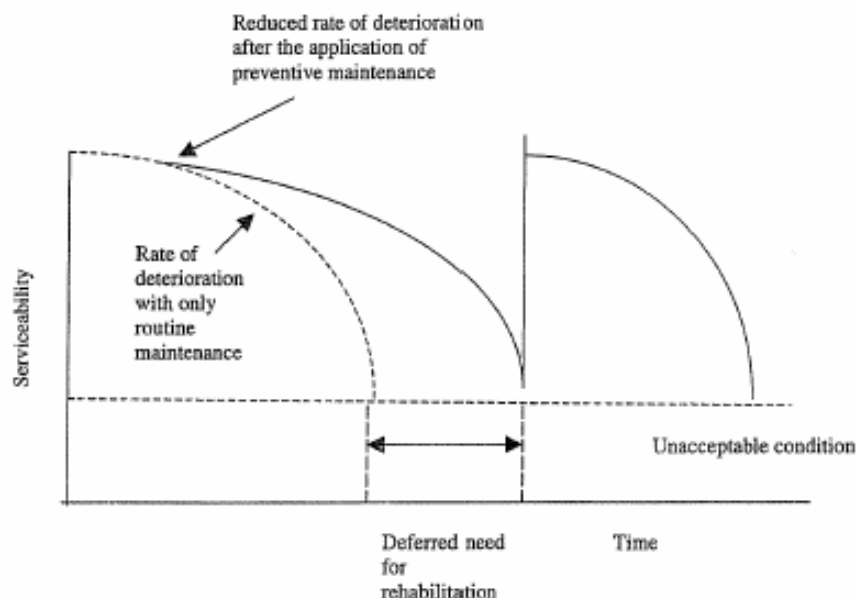 Reduced rate of deterioration
after the application of
preventive maintenance
Rate of
deterioration
with only
routine
maintenance
Serviceability
Unacceptable condition
Deferred need
for
rehabilitation
Time